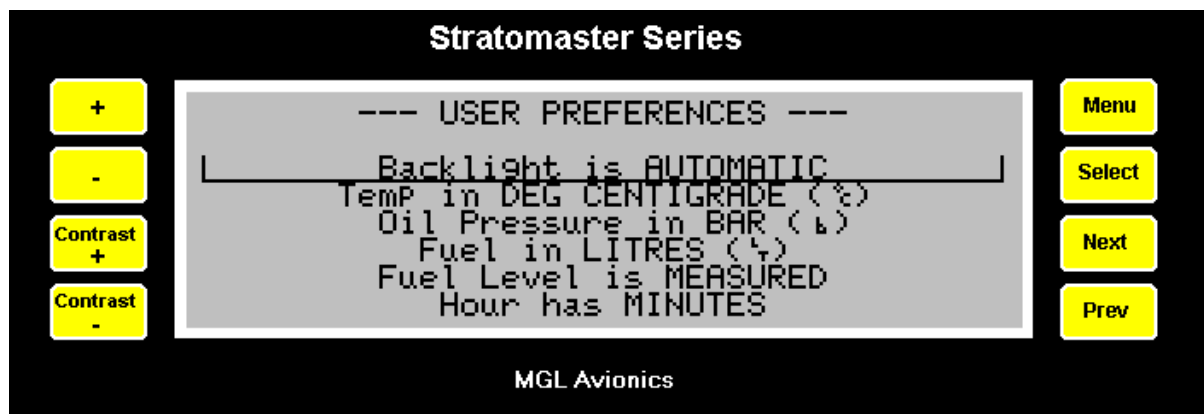 Stratomaster Series
+
-
Contrast
+
Contrast
-
--- USER PREFERENCES ---
Backlight is AUTOMATIC
Temp in DEG CENTIGRADE (℃)
Oil Pressure in BAR (b)
Fuel in LITRES (Lt)
Fuel Level is MEASURED
Hour has MINUTES
Menu
Select
Next
Prev
MGL Avionics